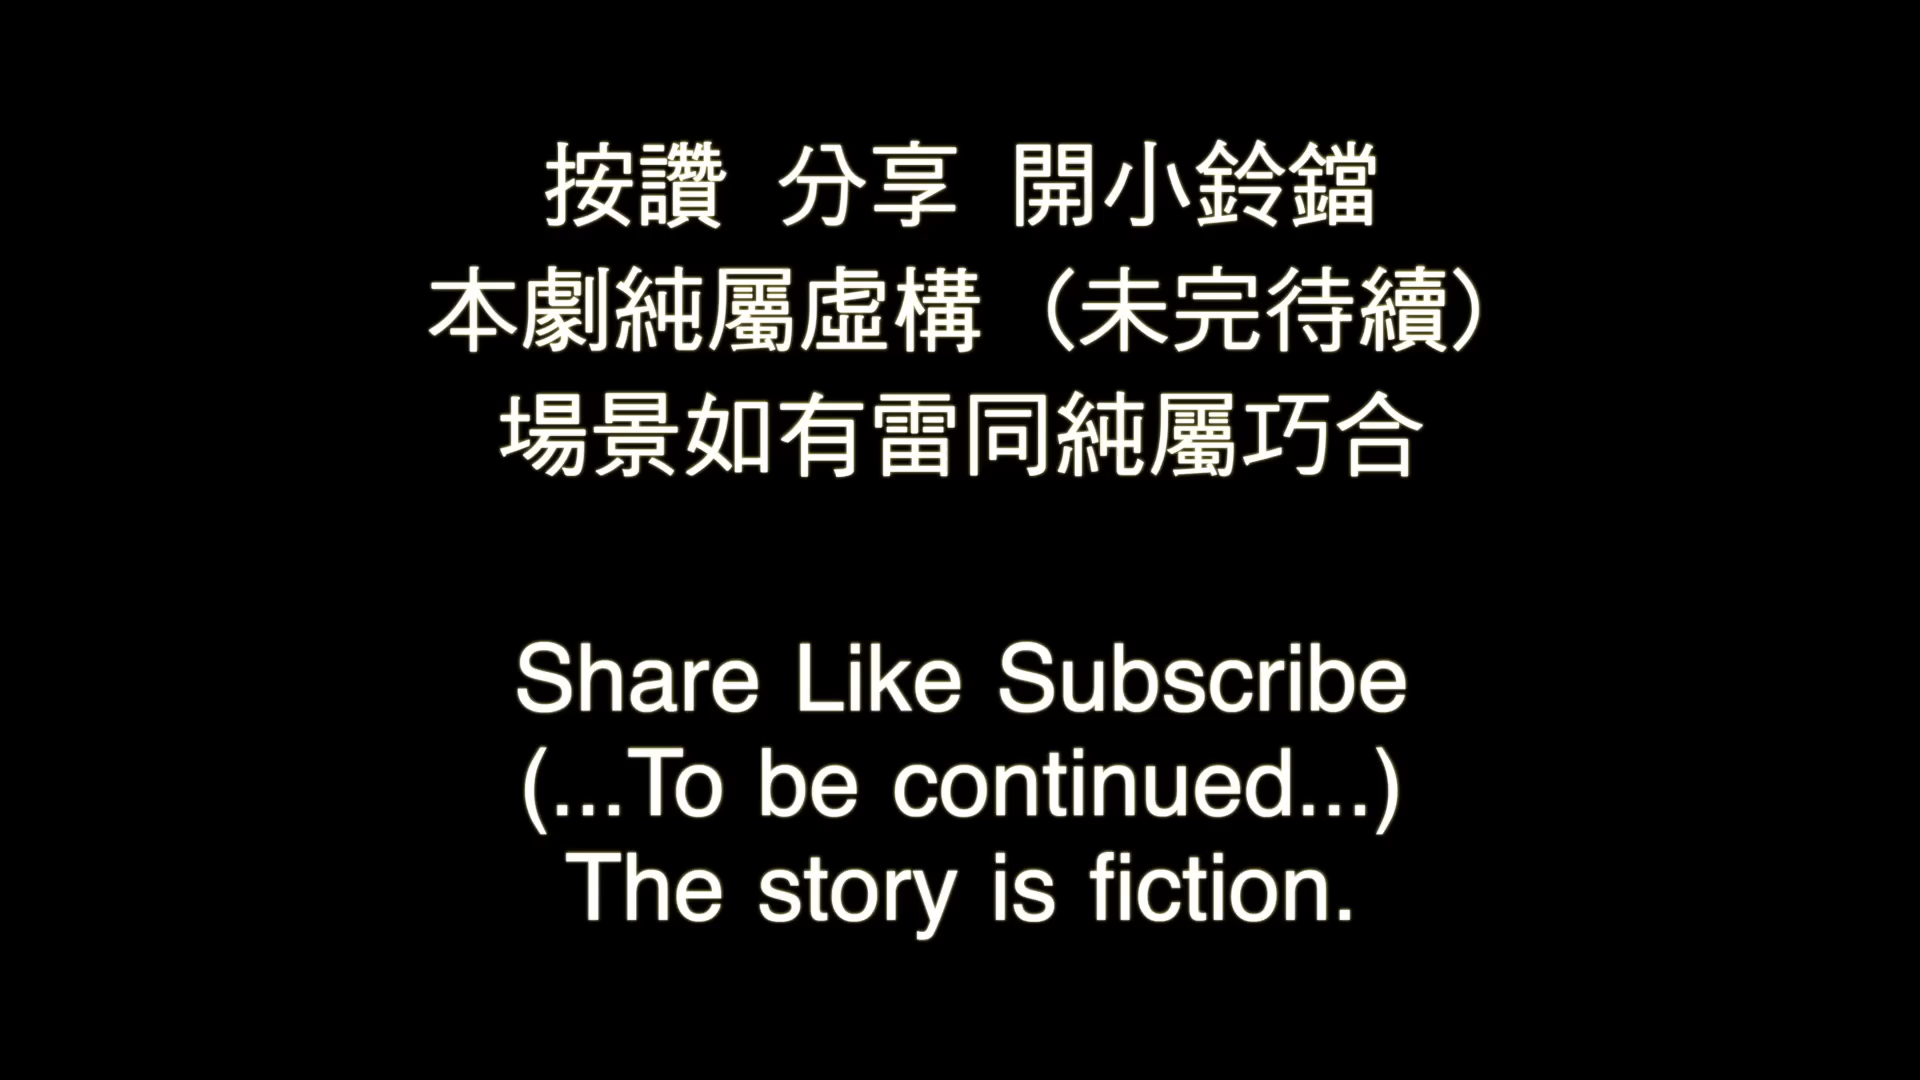 按讚 分享 開小鈴鐺
本劇純屬虛構（未完待續）
場景如有雷同純屬巧合
Share Like Subscribe
(...To be continued...)
The story is fiction.